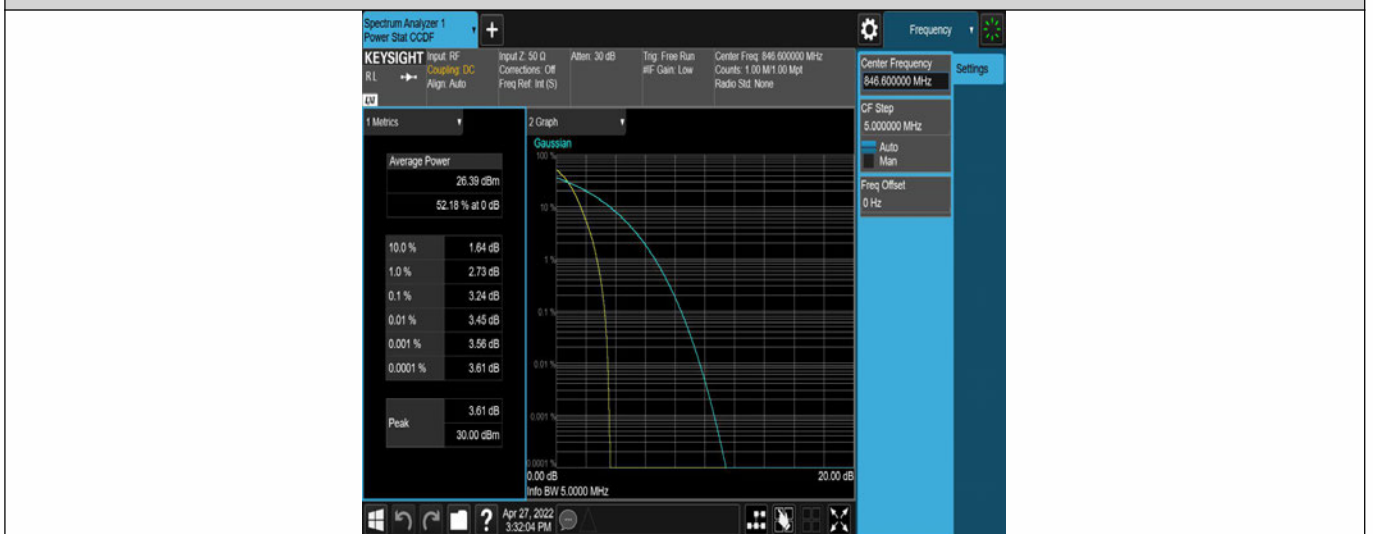 Spectrum Analyzer 1
Power Stat CCDF
+
Frequency
KEYSIGHT
R L
LXI
Input: RF
Coupling: DC
Align: Auto
Input Z: 50 Ω
Corrections: Off
Freq Ref: Int (S)
Atten: 30 dB
Trig: Free Run
#IF Gain: Low
Center Freq: 846.600000 MHz
Counts: 1.00 M/1.00 Mpt
Radio Std: None
Center Frequency
846.600000 MHz
Settings
CF Step
5.000000 MHz
Auto
Man
Freq Offset
0 Hz
1 Metrics
Average Power
26.39 dBm
52.18 % at 0 dB
10.0 % 1.64 dB
1.0 % 2.73 dB
0.1 % 3.24 dB
0.01 % 3.45 dB
0.001 % 3.56 dB
0.0001 % 3.61 dB
Peak
3.61 dB
30.00 dBm
2 Graph
Gaussian
100 %
10 %
1 %
0.1 %
0.01 %
0.001 %
0.0001 %
0.00 dB 20.00 dB
Info BW 5.0000 MHz
?
Apr 27, 2022
3:32:04 PM